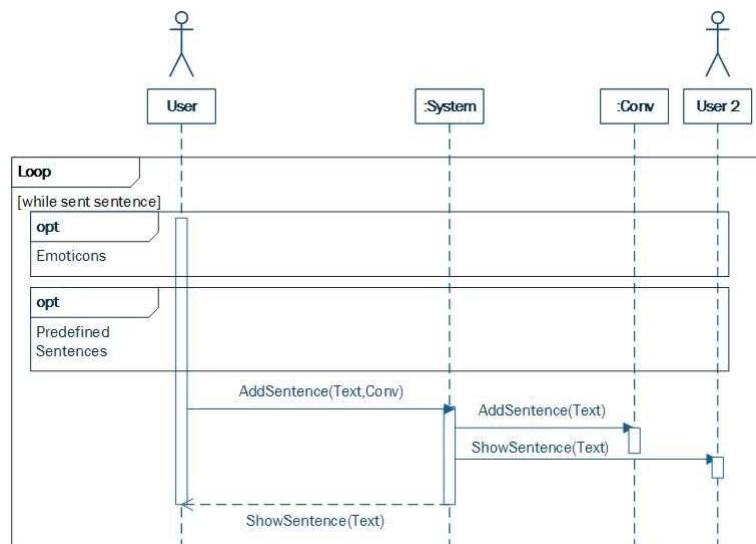 User
:System
:Conv
User 2
Loop
[while sent sentence]
opt
Emoticons
opt
Predefined
Sentences
AddSentence(Text,Conv)
AddSentence(Text)
ShowSentence(Text)
ShowSentence(Text)